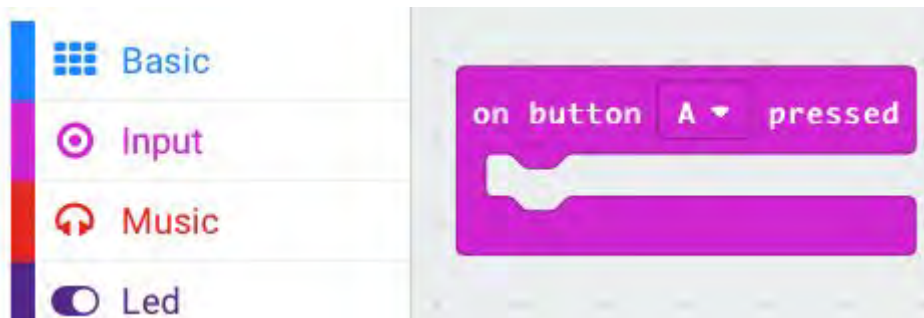 Basic
Input
Music
Led
on button A pressed